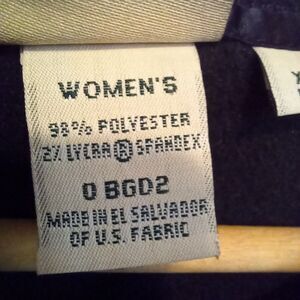 WOMEN'S
98% POLYESTER
2% LYCRA ® SPANDEX
0 BGD2
MADE IN EL SALVADOR
OF U.S. FABRIC